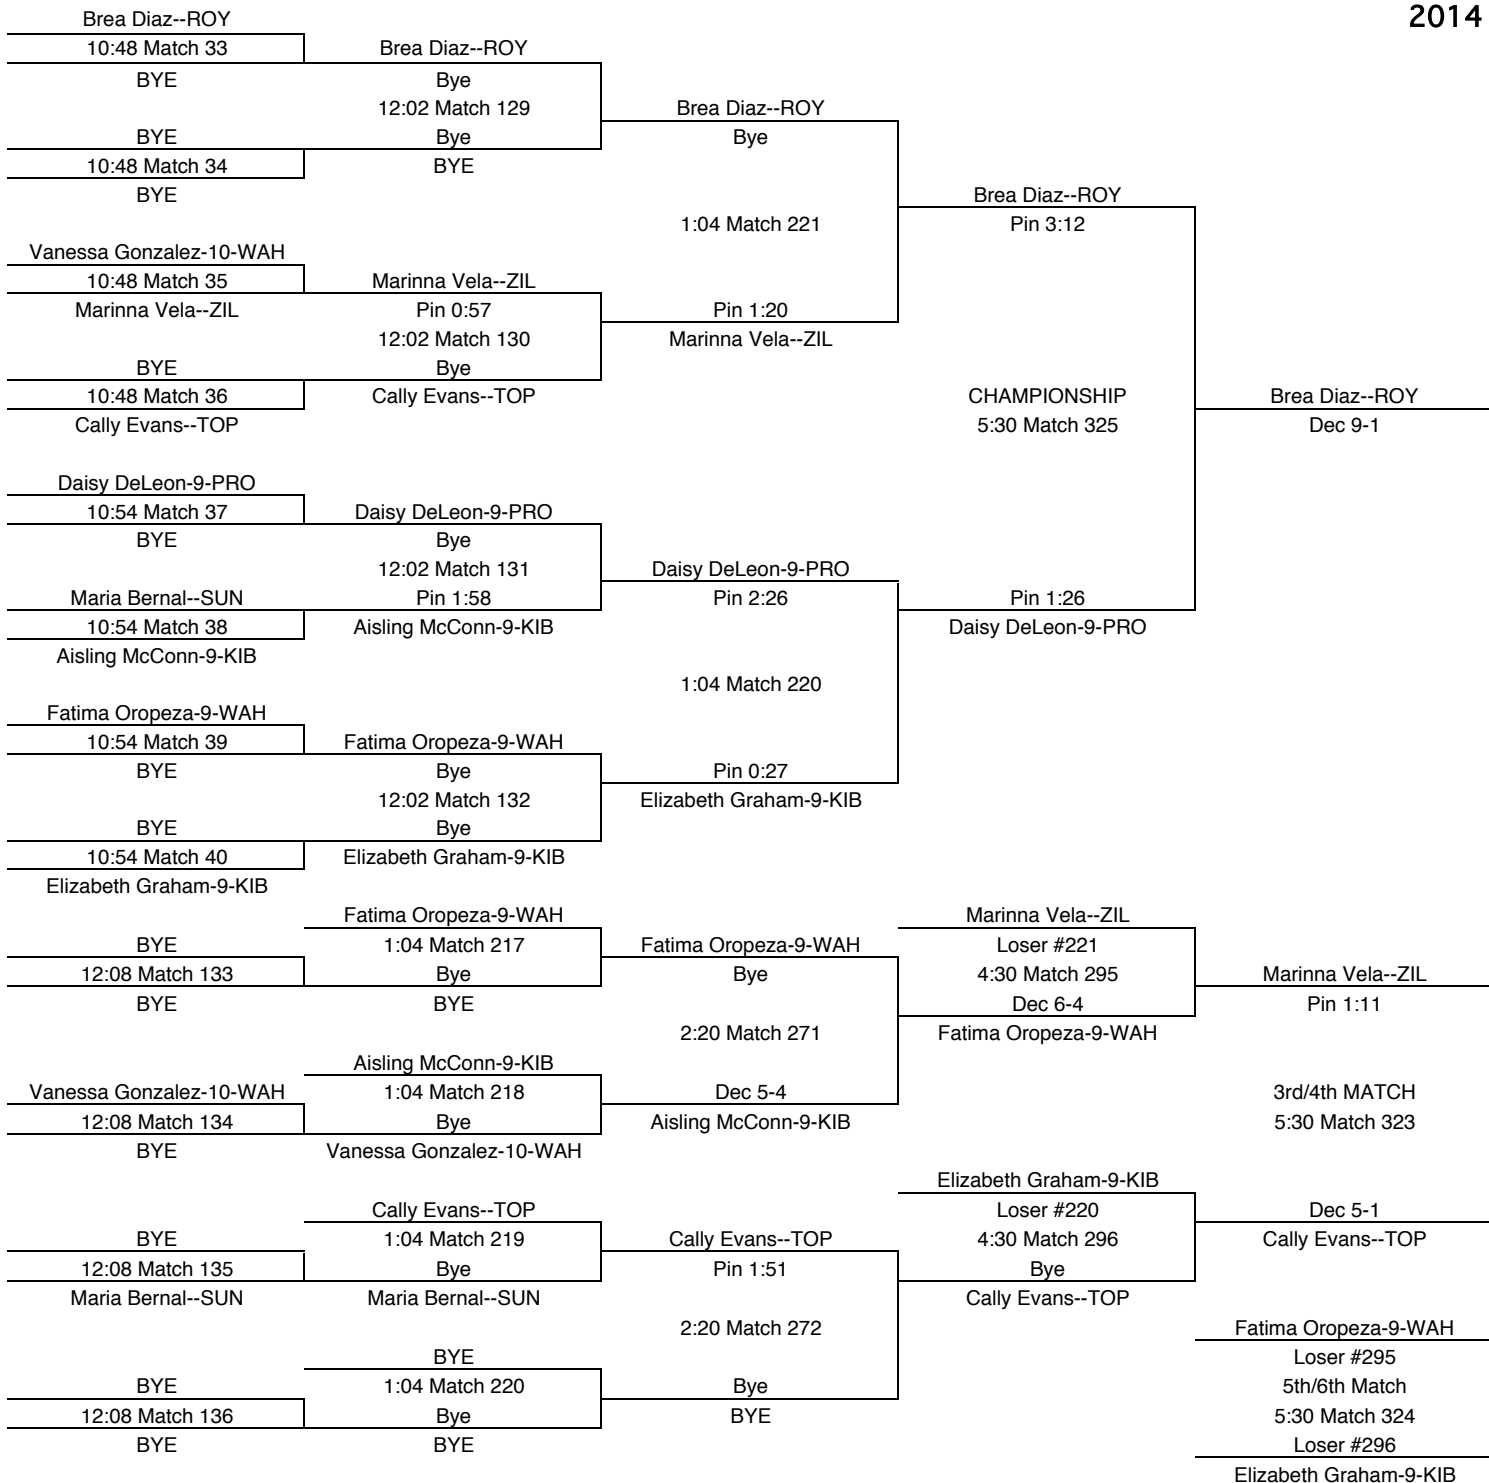 2014
Brea Diaz--ROY
10:48 Match 33
Brea Diaz--ROY
BYE
Bye
12:02 Match 129
Brea Diaz--ROY
BYE
Bye
Bye
10:48 Match 34
BYE
BYE
Brea Diaz--ROY
1:04 Match 221
Pin 3:12
Vanessa Gonzalez-10-WAH
10:48 Match 35
Marinna Vela--ZIL
Marinna Vela--ZIL
Pin 0:57
Pin 1:20
12:02 Match 130
Marinna Vela--ZIL
BYE
Bye
10:48 Match 36
Cally Evans--TOP
CHAMPIONSHIP
Brea Diaz--ROY
Cally Evans--TOP
5:30 Match 325
Dec 9-1
Daisy DeLeon-9-PRO
10:54 Match 37
Daisy DeLeon-9-PRO
BYE
Bye
12:02 Match 131
Daisy DeLeon-9-PRO
Maria Bernal--SUN
Pin 1:58
Pin 2:26
Pin 1:26
10:54 Match 38
Aisling McConn-9-KIB
Daisy DeLeon-9-PRO
Aisling McConn-9-KIB
1:04 Match 220
Fatima Oropeza-9-WAH
10:54 Match 39
Fatima Oropeza-9-WAH
BYE
Bye
Pin 0:27
12:02 Match 132
Elizabeth Graham-9-KIB
BYE
Bye
10:54 Match 40
Elizabeth Graham-9-KIB
Elizabeth Graham-9-KIB
Fatima Oropeza-9-WAH
Marinna Vela--ZIL
BYE
1:04 Match 217
Fatima Oropeza-9-WAH
Loser #221
12:08 Match 133
Bye
Bye
4:30 Match 295
Marinna Vela--ZIL
BYE
BYE
Dec 6-4
Pin 1:11
2:20 Match 271
Fatima Oropeza-9-WAH
Aisling McConn-9-KIB
Vanessa Gonzalez-10-WAH
1:04 Match 218
Dec 5-4
3rd/4th MATCH
12:08 Match 134
Bye
Aisling McConn-9-KIB
5:30 Match 323
BYE
Vanessa Gonzalez-10-WAH
Elizabeth Graham-9-KIB
Cally Evans--TOP
Loser #220
Dec 5-1
BYE
1:04 Match 219
Cally Evans--TOP
4:30 Match 296
Cally Evans--TOP
12:08 Match 135
Bye
Pin 1:51
Bye
Maria Bernal--SUN
Maria Bernal--SUN
Cally Evans--TOP
2:20 Match 272
Fatima Oropeza-9-WAH
BYE
Loser #295
BYE
1:04 Match 220
Bye
5th/6th Match
12:08 Match 136
Bye
BYE
5:30 Match 324
BYE
BYE
Loser #296
Elizabeth Graham-9-KIB